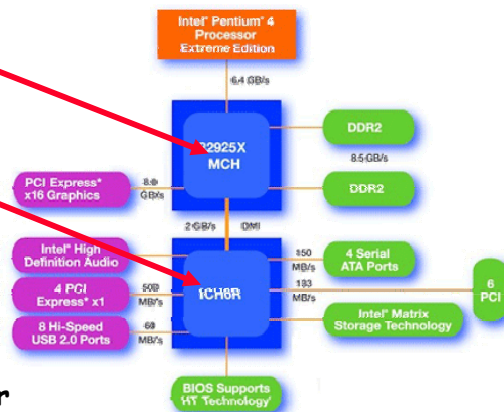 Intel® Pentium® 4
Processor
Extreme Edition
6.4 GB/s
82925X
MCH
DDR2
8.5 GB/s
DDR2
PCI Express*
x16 Graphics
8.0
GB/s
2 GB/s
DMI
Intel® High
Definition Audio
4 PCI
Express* x1
500
MB/s
8 Hi-Speed
USB 2.0 Ports
60
MB/s
ICH6R
150
MB/s
4 Serial
ATA Ports
133
MB/s
6
PCI
Intel® Matrix
Storage Technology
BIOS Supports
HT Technology
r